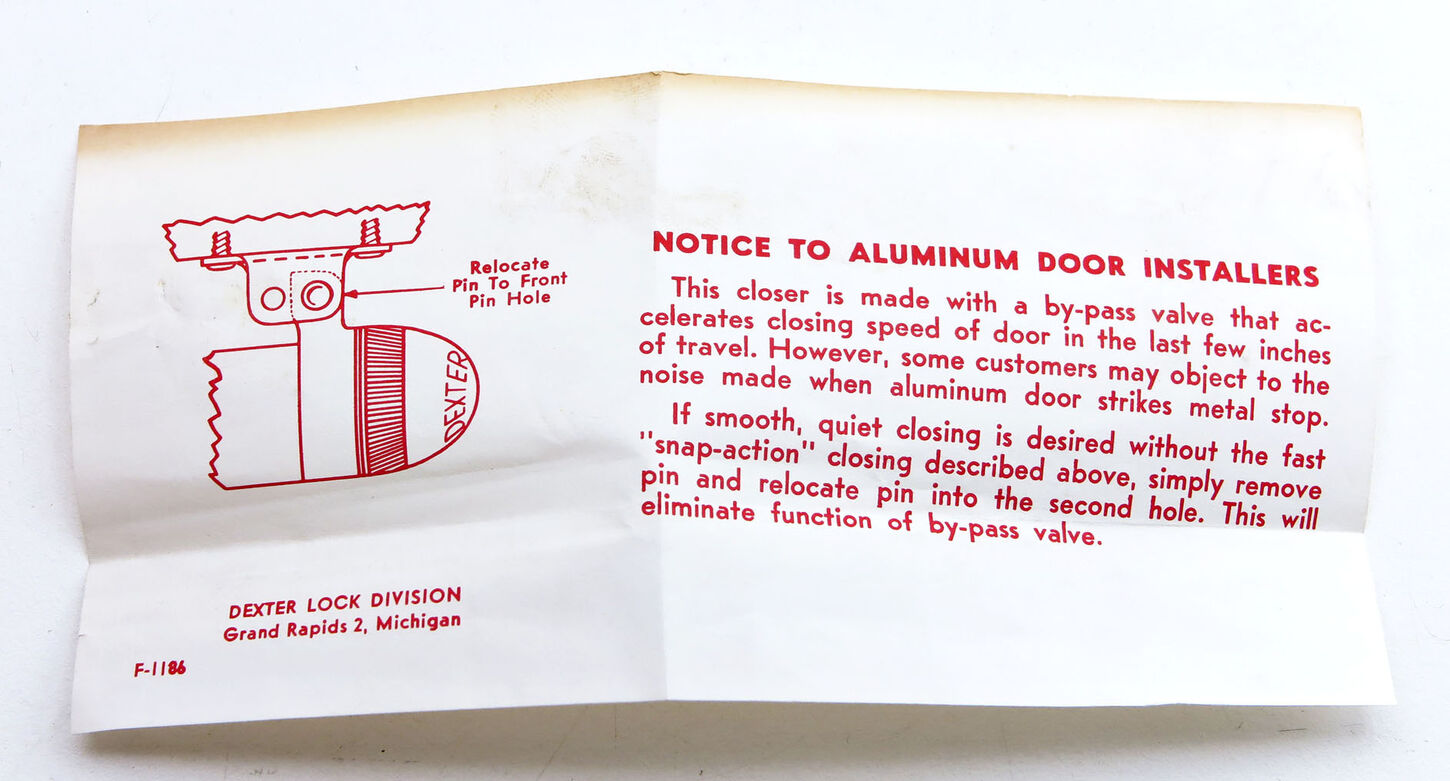 Relocate
Pin To Front
Pin Hole
DEXTER
DEXTER LOCK DIVISION
Grand Rapids 2, Michigan
F-1186
NOTICE TO ALUMINUM DOOR INSTALLERS
This closer is made with a by-pass valve that ac-
celerates closing speed of door in the last few inches
of travel. However, some customers may object to the
noise made when aluminum door strikes metal stop.
If smooth, quiet closing is desired without the fast
"snap-action" closing described above, simply remove
pin and relocate pin into the second hole. This will
eliminate function of by-pass valve.